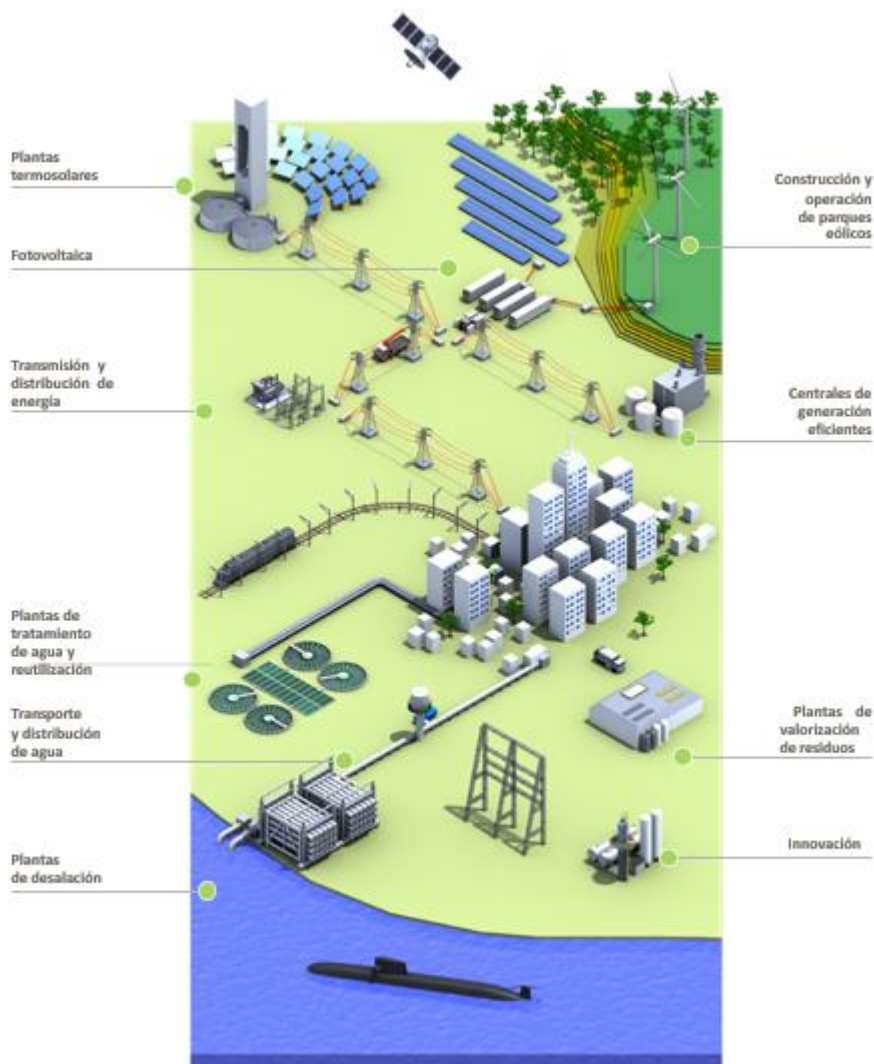 Plantas
termosolares
Fotovoltaica
Transmisión y
distribución de
energía
Plantas de
tratamiento
de agua y
reutilización
Transporte
y distribución
de agua
Plantas
de desalación
Construcción y
operación
de parques
eólicos
Centrales de
generación
eficientes
Plantas de
valorización
de residuos
Innovación